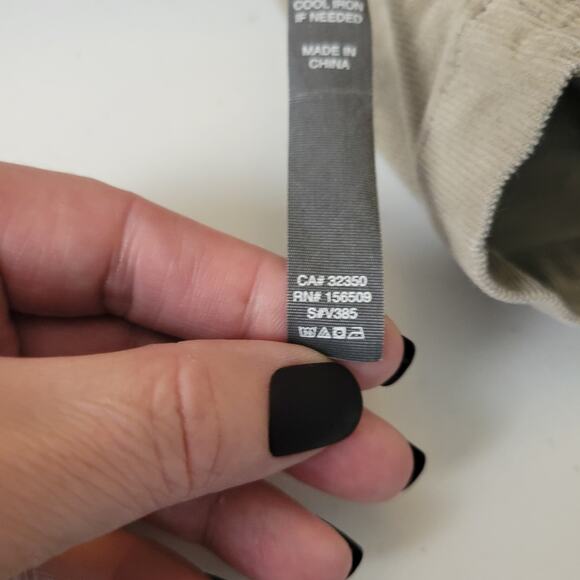 COOL IRON
IF NEEDED
MADE IN
CHINA
CA# 32350
RN# 156509
S#V385